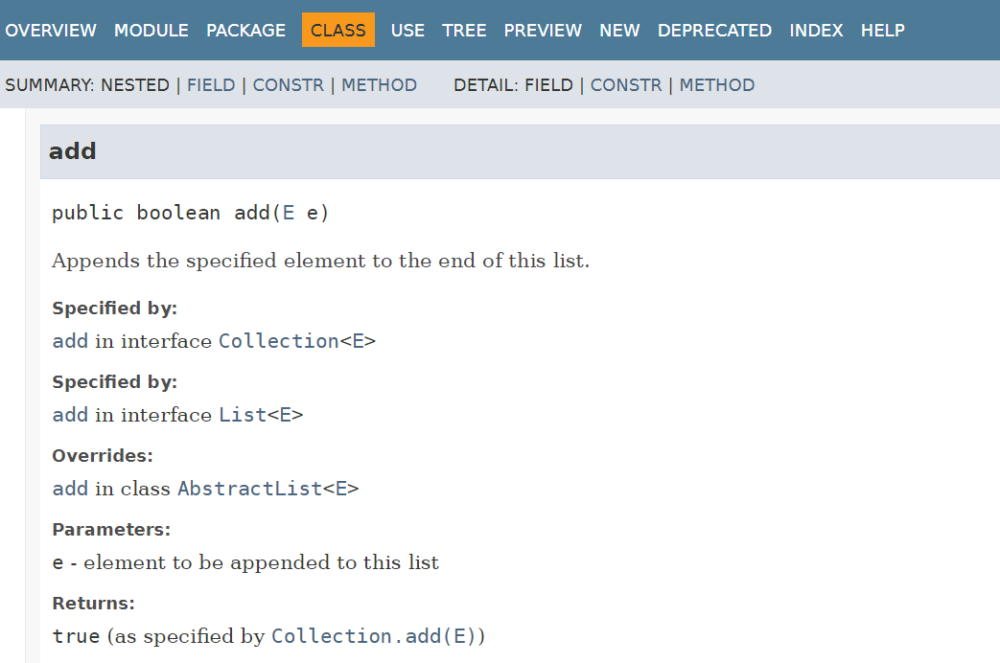 OVERVIEW MODULE PACKAGE CLASS USE TREE PREVIEW NEW DEPRECATED INDEX HELP
SUMMARY: NESTED | FIELD | CONSTR | METHOD DETAIL: FIELD | CONSTR | METHOD
add
public boolean add(E e)
Appends the specified element to the end of this list.
Specified by:
add in interface Collection<E>
Specified by:
add in interface List<E>
Overrides:
add in class AbstractList<E>
Parameters:
e - element to be appended to this list
Returns:
true (as specified by Collection.add(E))